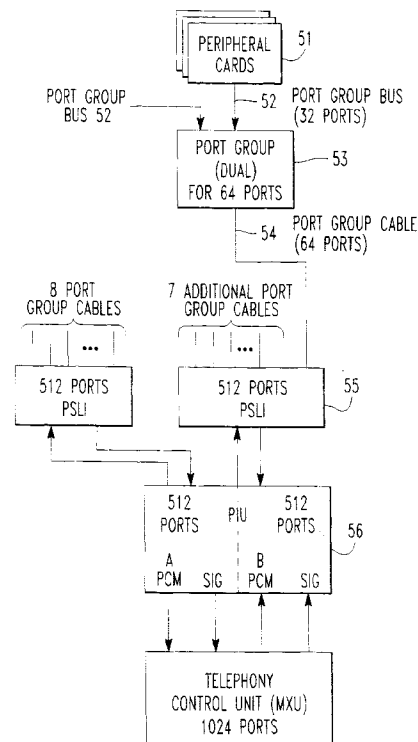 PERIPHERAL
CARDS
51
PORT GROUP
BUS 52
52
PORT GROUP BUS
(32 PORTS)
PORT GROUP
(DUAL)
FOR 64 PORTS
53
54
PORT GROUP CABLE
(64 PORTS)
8 PORT
GROUP CABLES
7 ADDITIONAL PORT
GROUP CABLES
...
...
512 PORTS
PSLI
512 PORTS
PSLI
55
512
PORTS
PIU
512
PORTS
56
A
PCM
SIG
B
PCM
SIG
TELEPHONY
CONTROL UNIT (MXU)
1024 PORTS